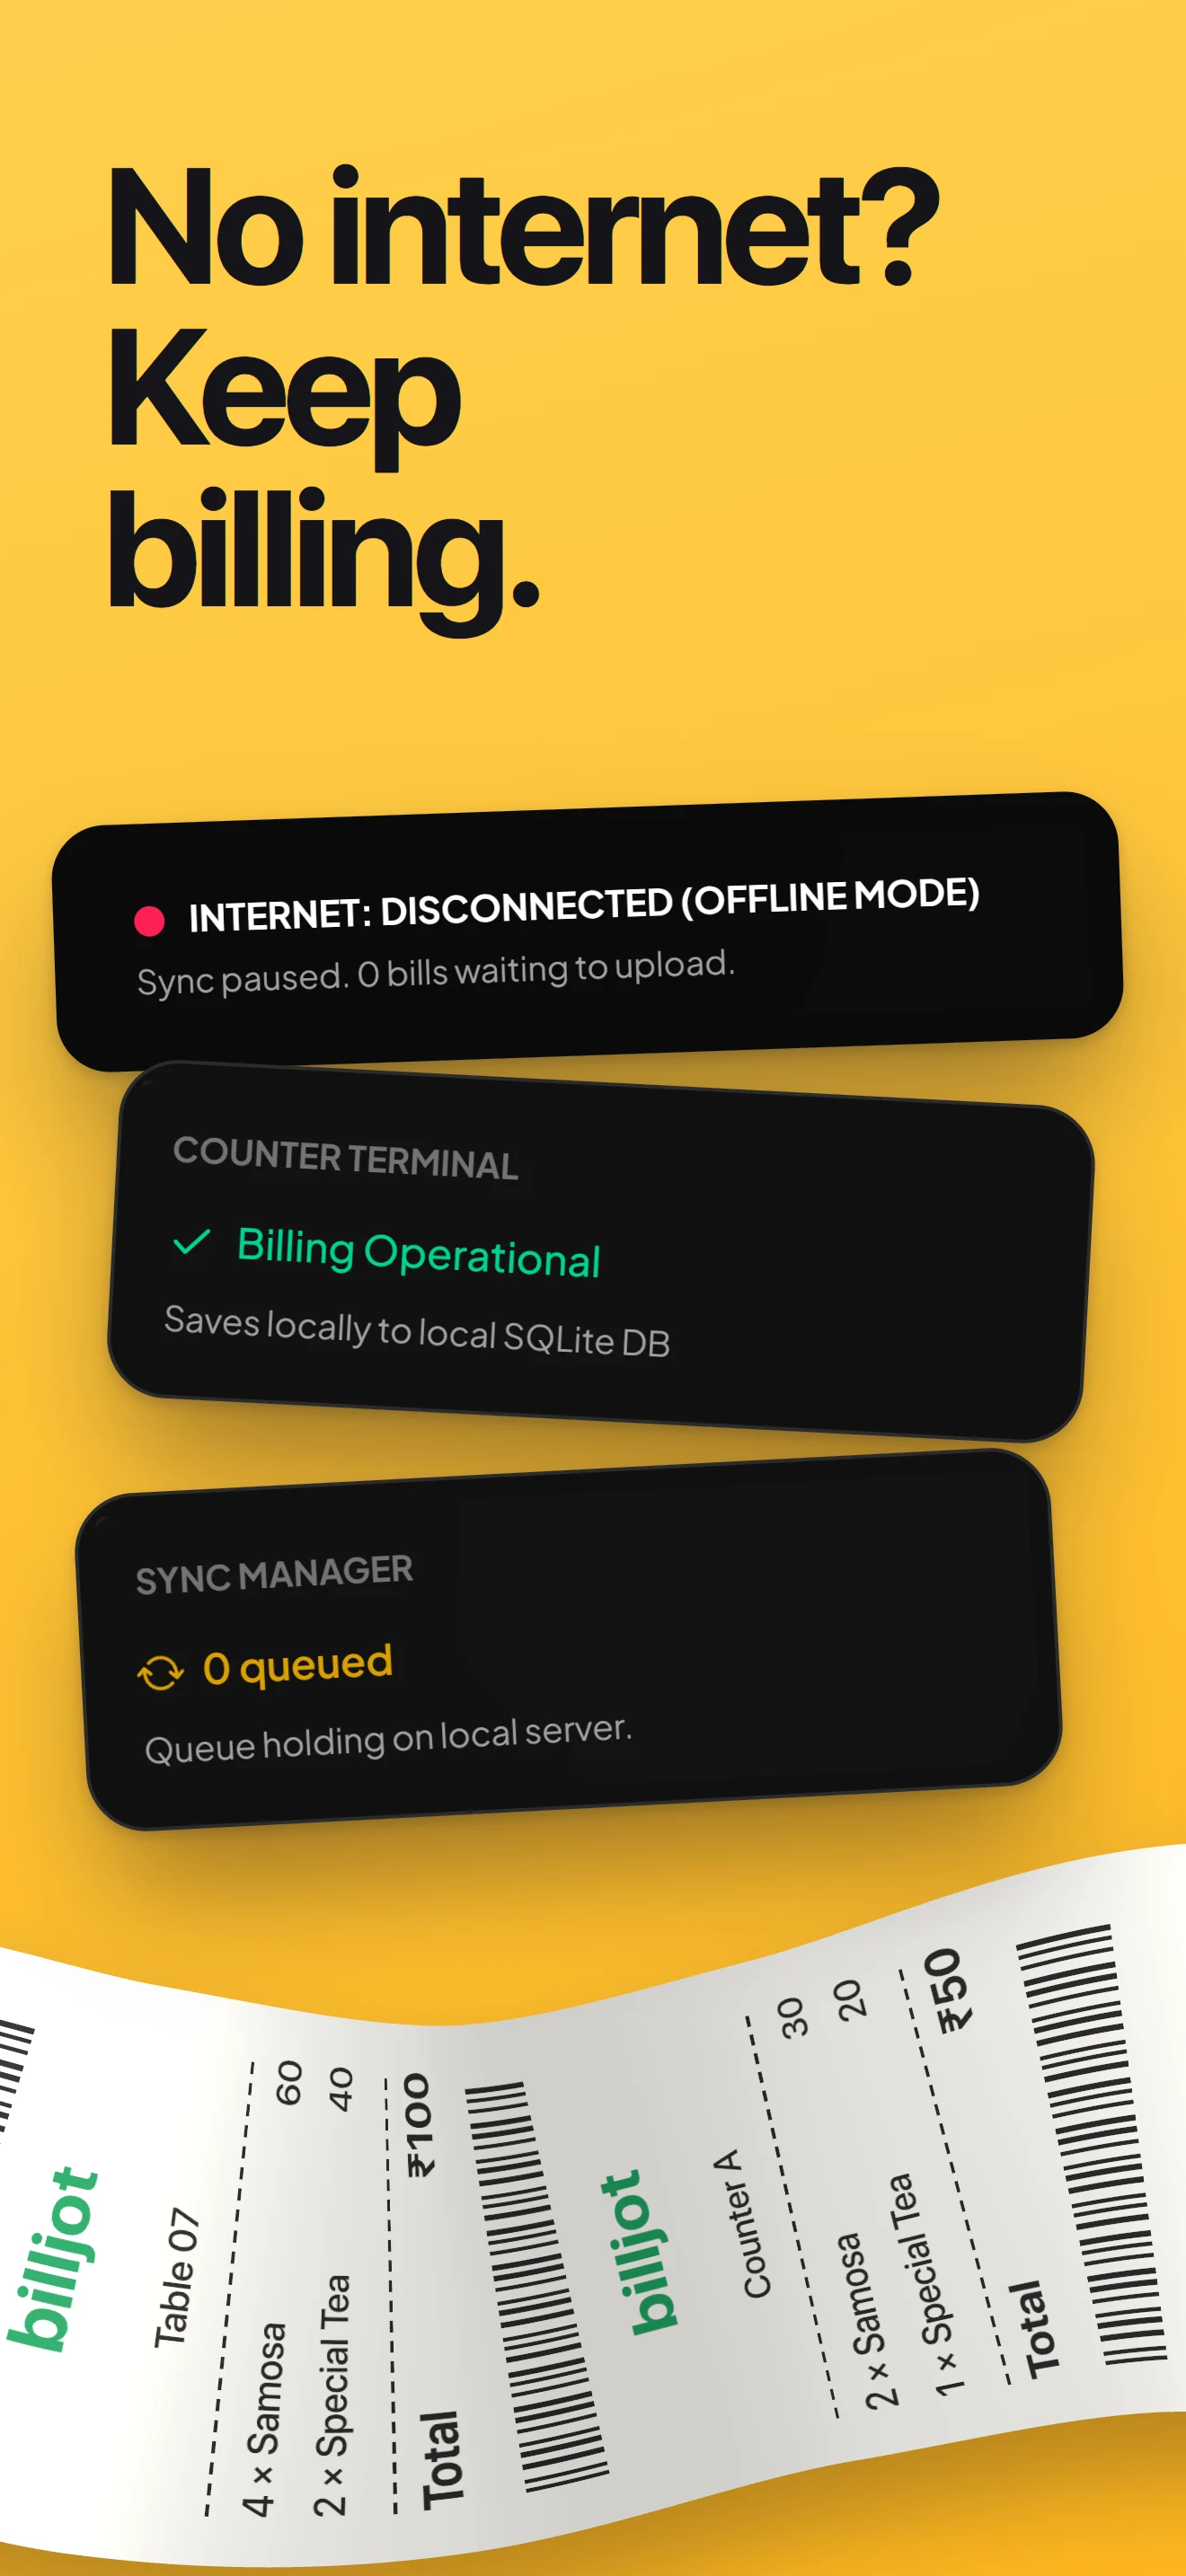 No internet?
Keep
billing.
INTERNET: DISCONNECTED (OFFLINE MODE)
Sync paused. 0 bills waiting to upload.
COUNTER TERMINAL
Billing Operational
Saves locally to local SQLite DB
SYNC MANAGER
0 queued
Queue holding on local server.
billjot
Table 07
4 × Samosa 60
2 × Special Tea 40
Total ₹100
billjot
Counter A
2 × Samosa 30
1 × Special Tea 20
Total ₹50